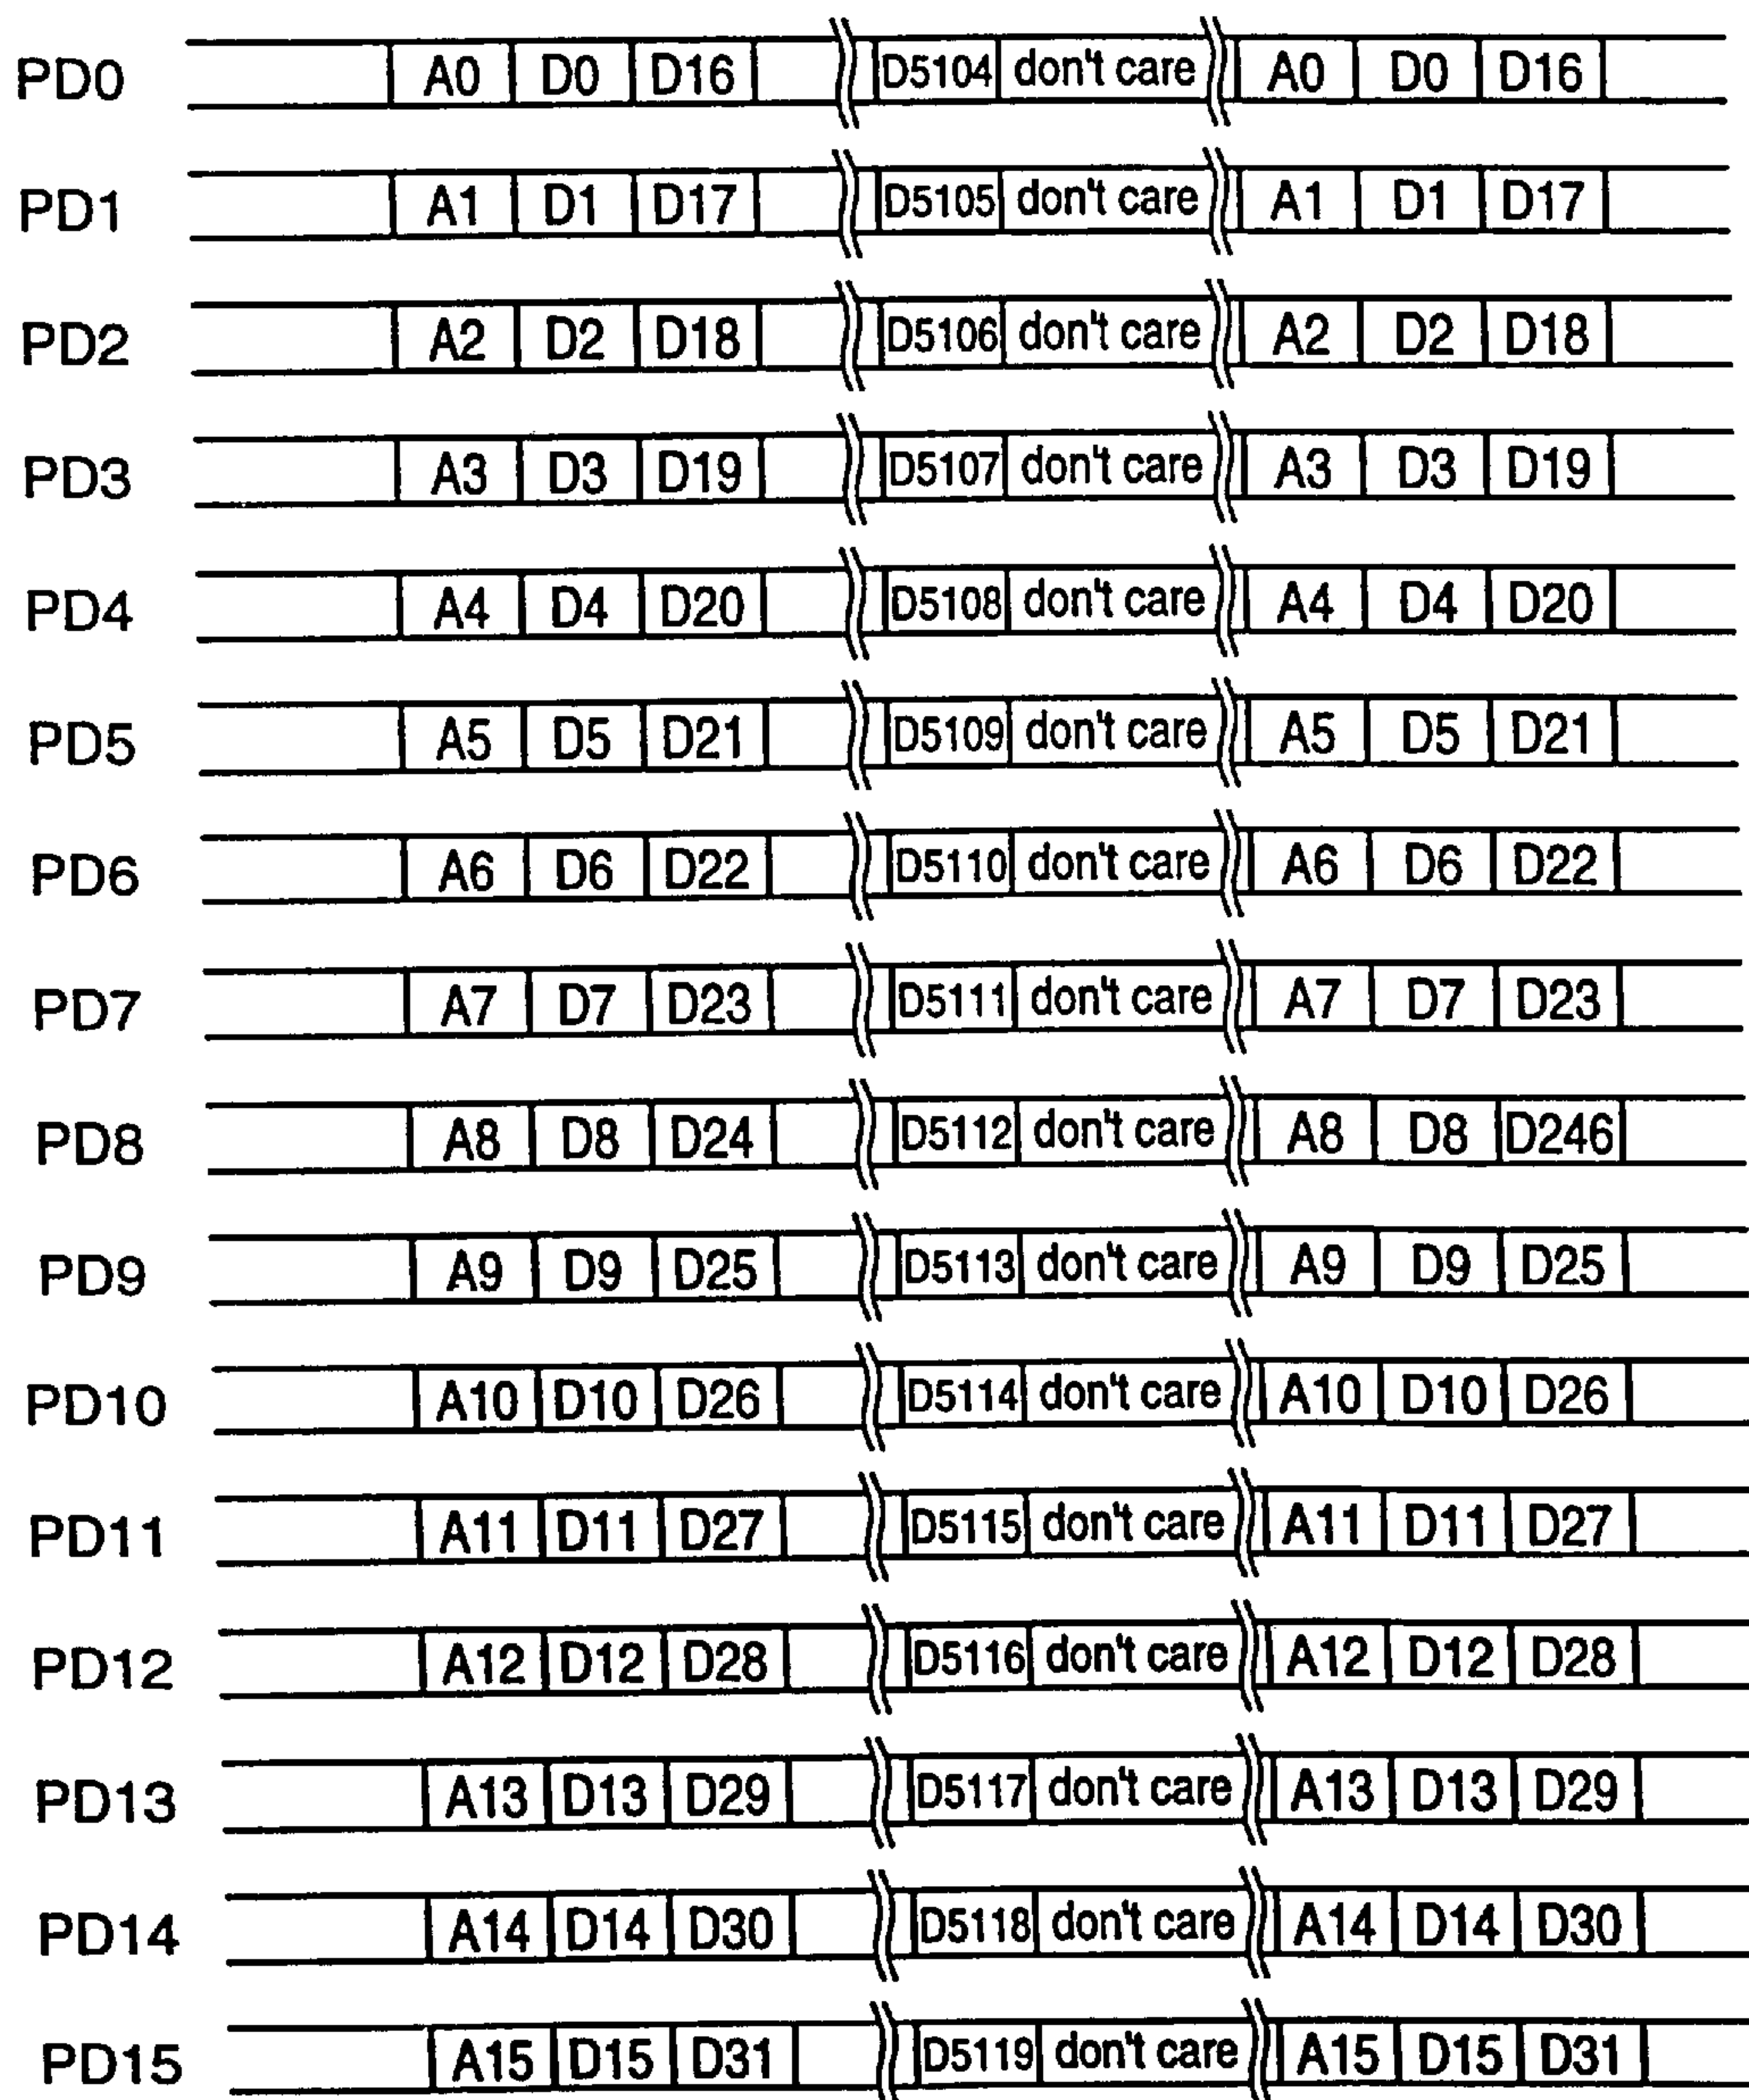 PD0 A0 D0 D16 D5104 don't care A0 D0 D16
PD1 A1 D1 D17 D5105 don't care A1 D1 D17
PD2 A2 D2 D18 D5106 don't care A2 D2 D18
PD3 A3 D3 D19 D5107 don't care A3 D3 D19
PD4 A4 D4 D20 D5108 don't care A4 D4 D20
PD5 A5 D5 D21 D5109 don't care A5 D5 D21
PD6 A6 D6 D22 D5110 don't care A6 D6 D22
PD7 A7 D7 D23 D5111 don't care A7 D7 D23
PD8 A8 D8 D24 D5112 don't care A8 D8 D246
PD9 A9 D9 D25 D5113 don't care A9 D9 D25
PD10 A10 D10 D26 D5114 don't care A10 D10 D26
PD11 A11 D11 D27 D5115 don't care A11 D11 D27
PD12 A12 D12 D28 D5116 don't care A12 D12 D28
PD13 A13 D13 D29 D5117 don't care A13 D13 D29
PD14 A14 D14 D30 D5118 don't care A14 D14 D30
PD15 A15 D15 D31 D5119 don't care A15 D15 D31